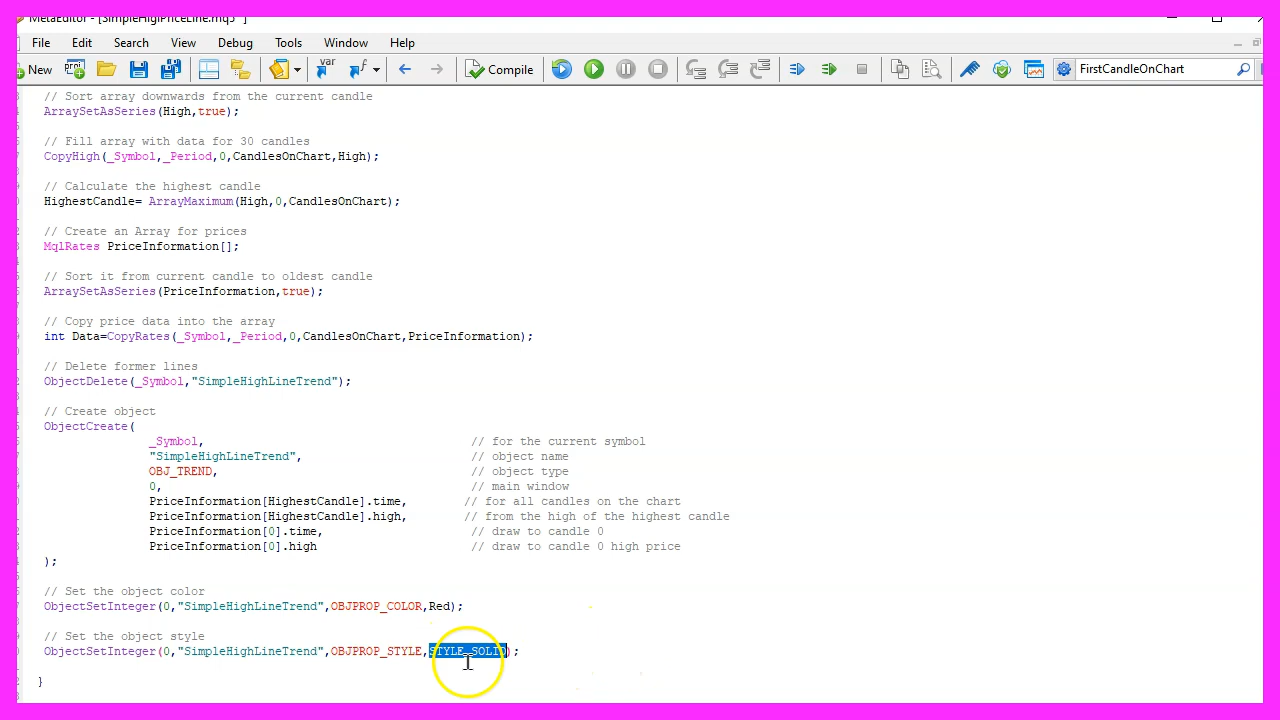 MetaEditor - [SimpleHighPriceLine.mq5 *]
File Edit Search View Debug Tools Window Help
New var Compile FirstCandleOnChart
// Sort array downwards from the current candle
ArraySetAsSeries(High,true);
// Fill array with data for 30 candles
CopyHigh(_Symbol,_Period,0,CandlesOnChart,High);
// Calculate the highest candle
HighestCandle= ArrayMaximum(High,0,CandlesOnChart);
// Create an Array for prices
MqlRates PriceInformation[];
// Sort it from current candle to oldest candle
ArraySetAsSeries(PriceInformation,true);
// Copy price data into the array
int Data=CopyRates(_Symbol,_Period,0,CandlesOnChart,PriceInformation);
// Delete former lines
ObjectDelete(_Symbol,"SimpleHighLineTrend");
// Create object
ObjectCreate(
_Symbol, // for the current symbol
"SimpleHighLineTrend", // object name
OBJ_TREND, // object type
0, // main window
PriceInformation[HighestCandle].time, // for all candles on the chart
PriceInformation[HighestCandle].high, // from the high of the highest candle
PriceInformation[0].time, // draw to candle 0
PriceInformation[0].high // draw to candle 0 high price
);
// Set the object color
ObjectSetInteger(0,"SimpleHighLineTrend",OBJPROP_COLOR,Red);
// Set the object style
ObjectSetInteger(0,"SimpleHighLineTrend",OBJPROP_STYLE,STYLE_SOLID);
}